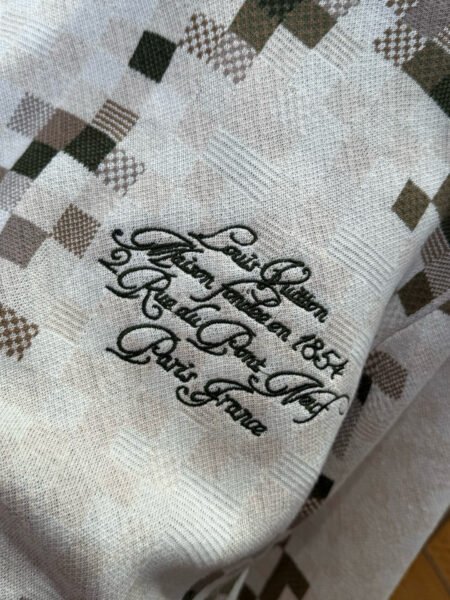 Louis Vuitton
Maison fondée en 1854
2 Rue du Pont Neuf
Paris France